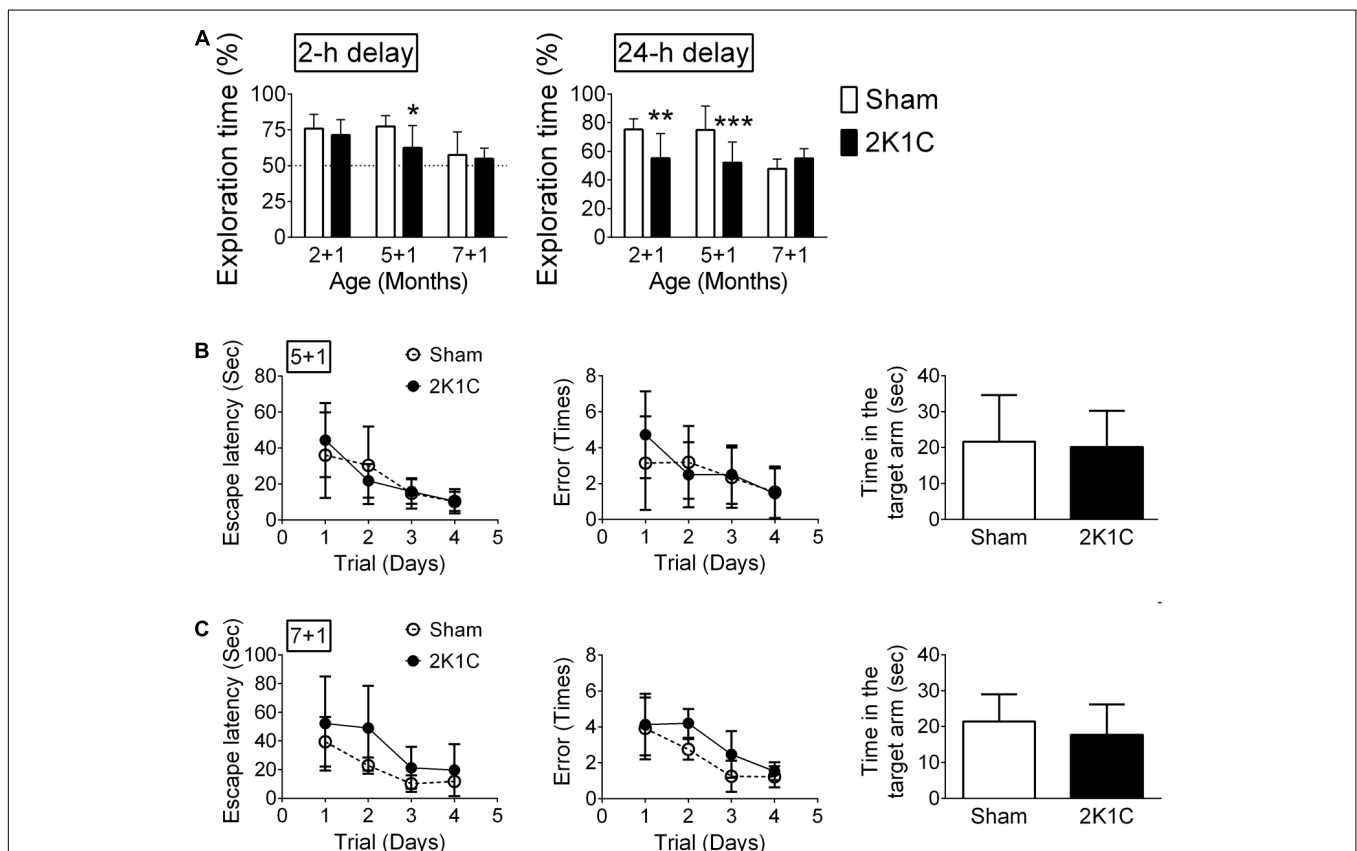 A
Exploration time (%)
2-h delay
100
75
50
25
0
*
2+1 5+1 7+1
Age (Months)
Exploration time (%)
24-h delay
100
80
60
40
20
0
** ***
2+1 5+1 7+1
Age (Months)
Sham
2K1C
B
5+1
Sham
2K1C
Escape latency (Sec)
80
60
40
20
0
0 1 2 3 4 5
Trial (Days)
Error (Times)
8
6
4
2
0
0 1 2 3 4 5
Trial (Days)
Time in the
target arm (sec)
40
30
20
10
0
Sham 2K1C
C
7+1
Sham
2K1C
Escape latency (Sec)
100
80
60
40
20
0
0 1 2 3 4 5
Trial (Days)
Error (Times)
8
6
4
2
0
0 1 2 3 4 5
Trial (Days)
Time in the
target arm (sec)
40
30
20
10
0
Sham 2K1C